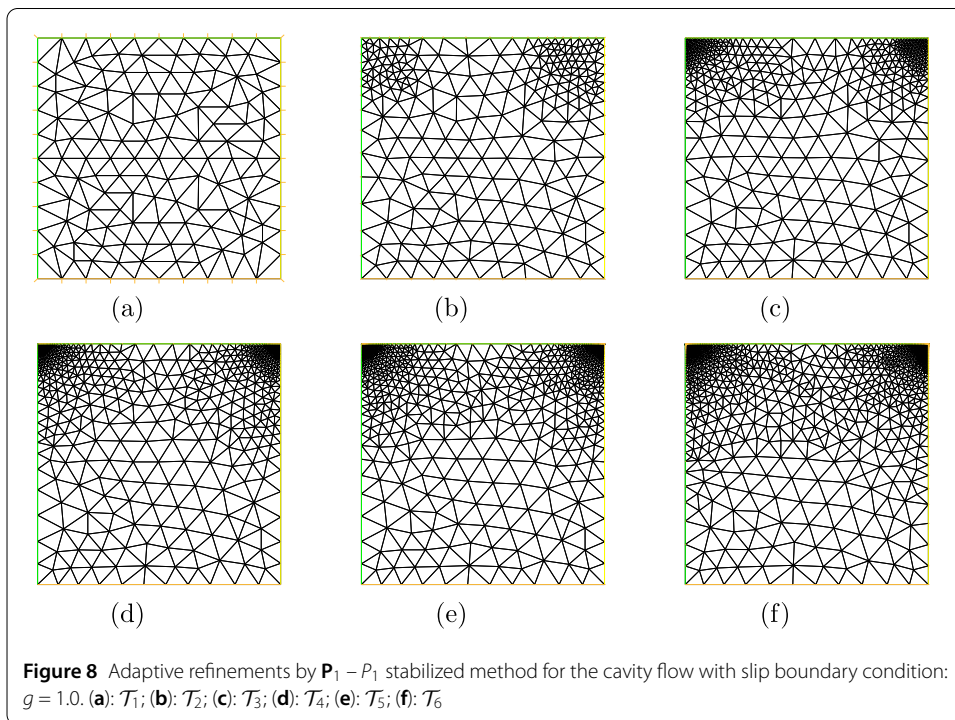 (a)
(b)
(c)
(d)
(e)
(f)
Figure 8 Adaptive refinements by P₁ – P₁ stabilized method for the cavity flow with slip boundary condition:
g = 1.0. (a): 𝒯₁; (b): 𝒯₂; (c): 𝒯₃; (d): 𝒯₄; (e): 𝒯₅; (f): 𝒯₆